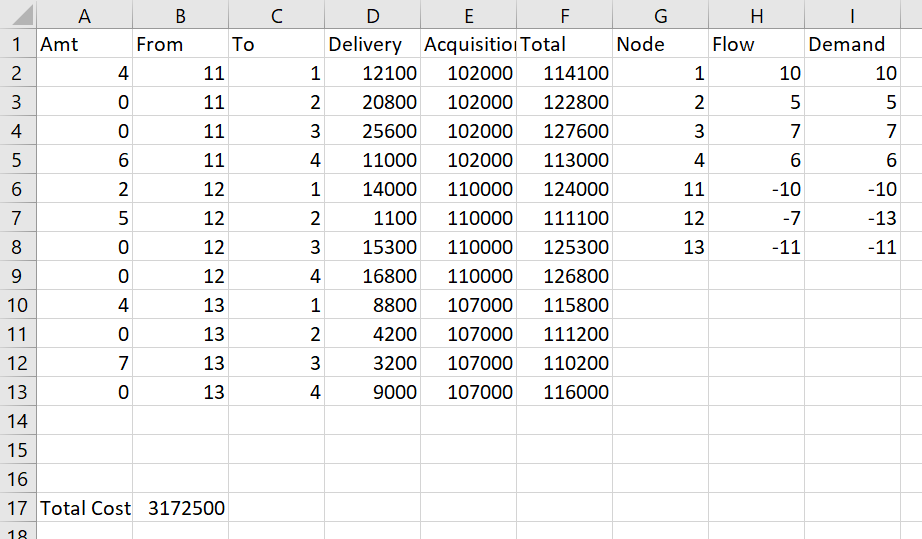 A B C D E F G H I
1 Amt From To Delivery Acquisitio Total Node Flow Demand
2 4 11 1 12100 102000 114100 1 10 10
3 0 11 2 20800 102000 122800 2 5 5
4 0 11 3 25600 102000 127600 3 7 7
5 6 11 4 11000 102000 113000 4 6 6
6 2 12 1 14000 110000 124000 11 -10 -10
7 5 12 2 1100 110000 111100 12 -7 -13
8 0 12 3 15300 110000 125300 13 -11 -11
9 0 12 4 16800 110000 126800
10 4 13 1 8800 107000 115800
11 0 13 2 4200 107000 111200
12 7 13 3 3200 107000 110200
13 0 13 4 9000 107000 116000
14
15
16
17 Total Cost 3172500
18